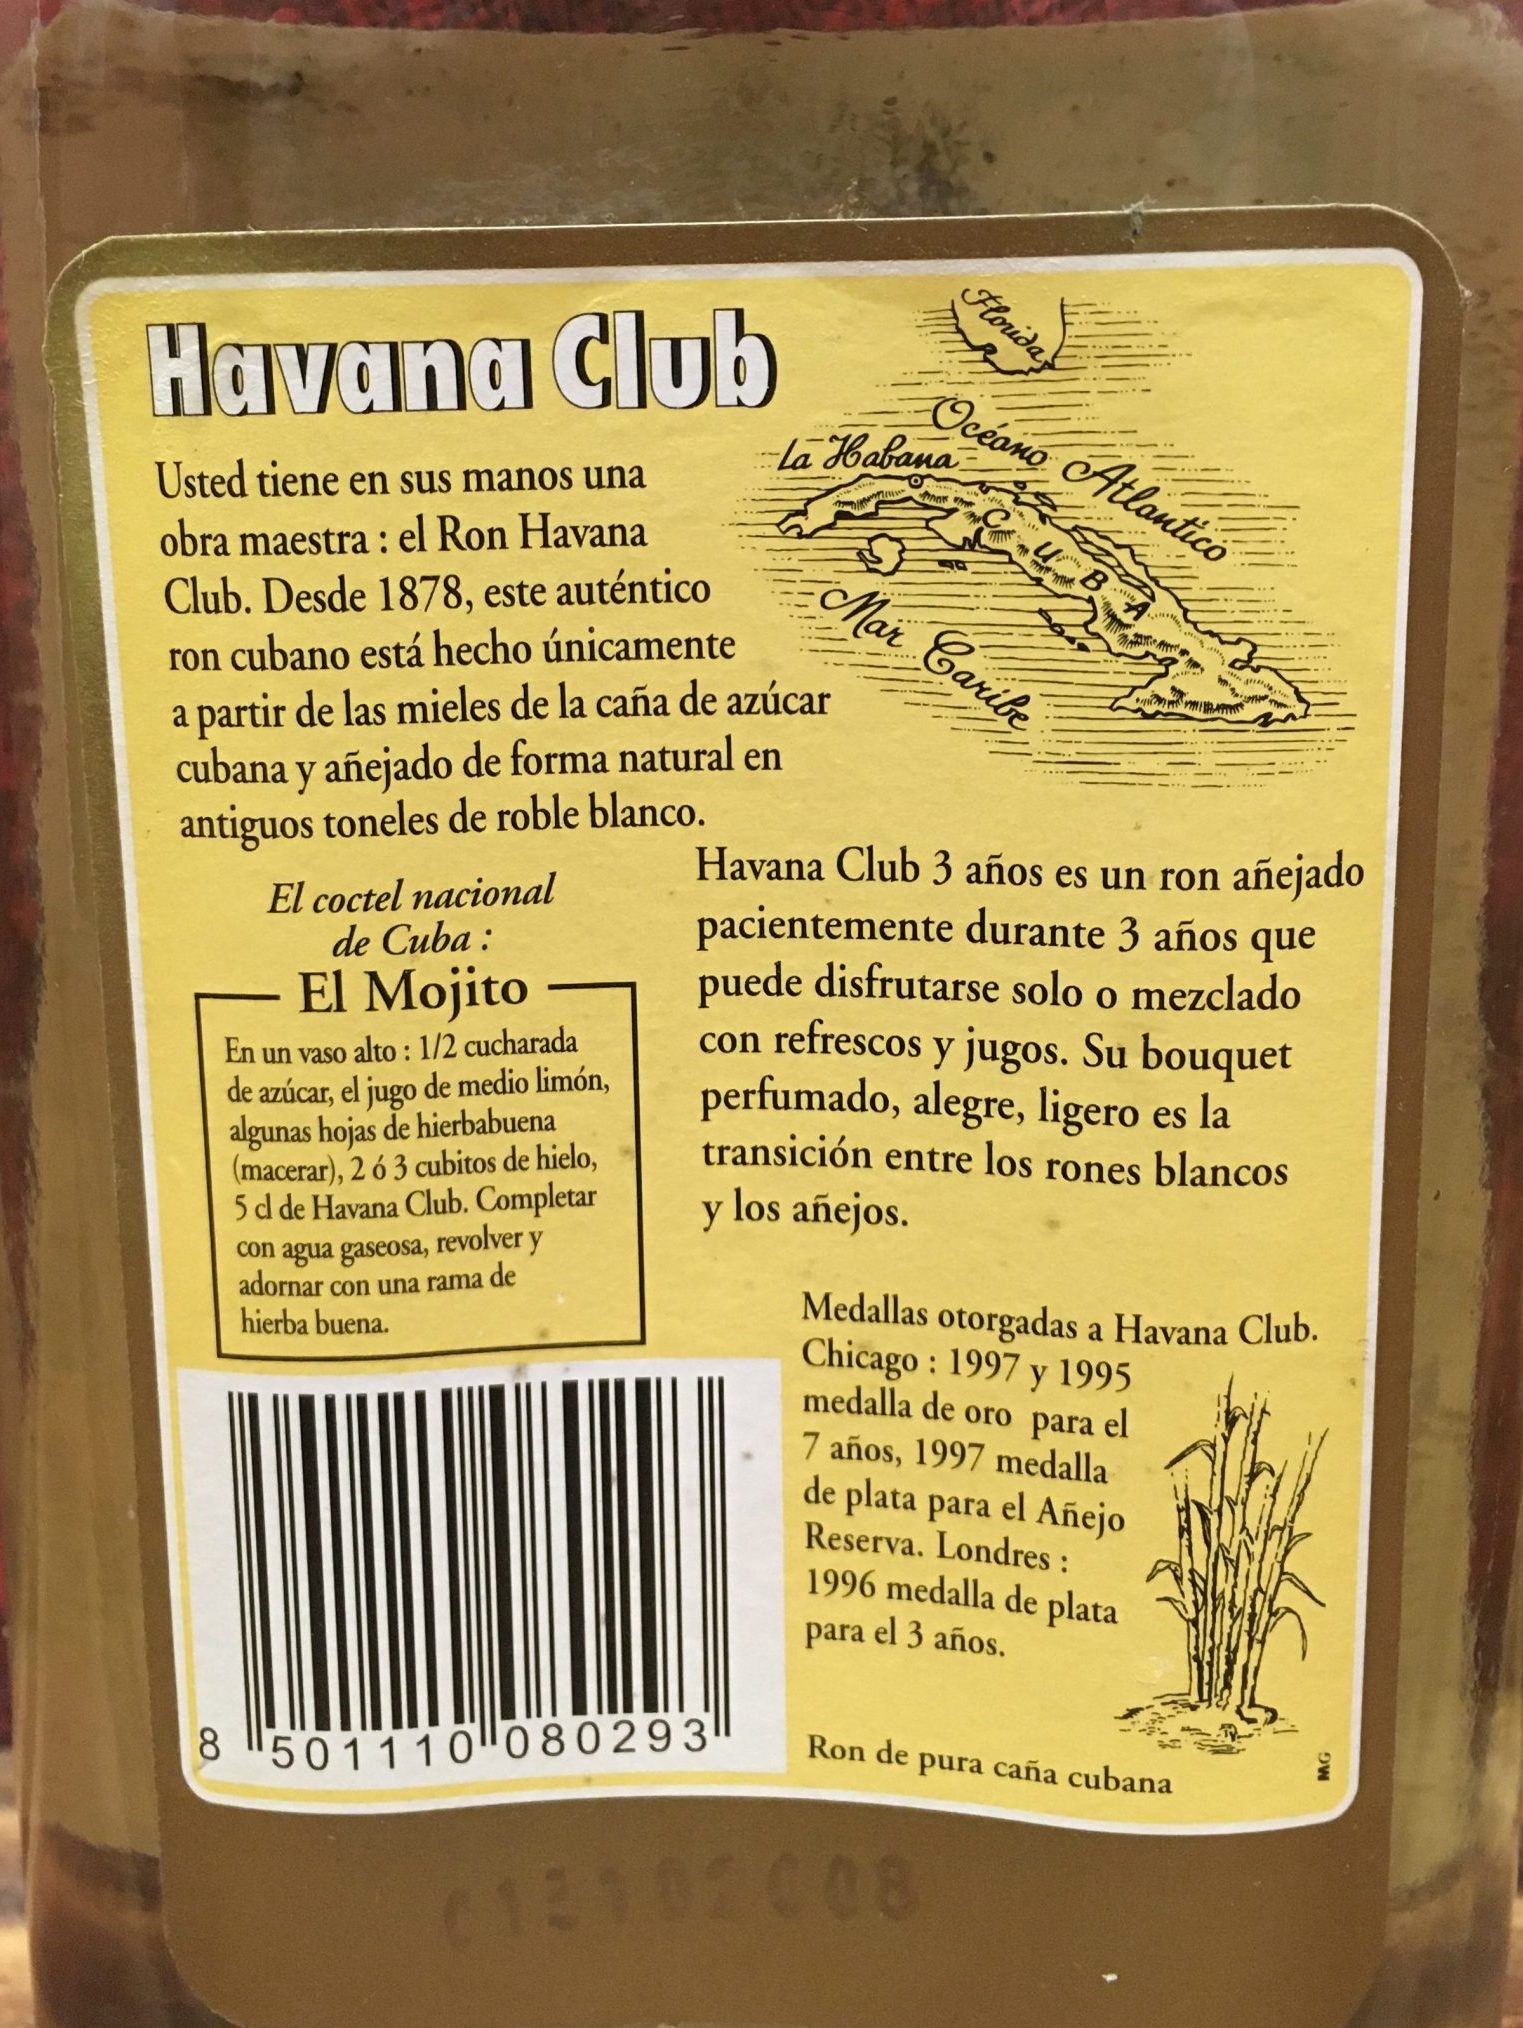 Havana Club
Usted tiene en sus manos una
obra maestra : el Ron Havana
Club. Desde 1878, este auténtico
ron cubano está hecho únicamente
a partir de las mieles de la caña de azúcar
cubana y añejado de forma natural en
antiguos toneles de roble blanco.
Florida
Océano Atlantico
La Habana
CUBA
Mar Caribe
El coctel nacional
de Cuba :
El Mojito
En un vaso alto : 1/2 cucharada
de azúcar, el jugo de medio limón,
algunas hojas de hierbabuena
(macerar), 2 ó 3 cubitos de hielo,
5 cl de Havana Club. Completar
con agua gaseosa, revolver y
adornar con una rama de
hierba buena.
Havana Club 3 años es un ron añejado
pacientemente durante 3 años que
puede disfrutarse solo o mezclado
con refrescos y jugos. Su bouquet
perfumado, alegre, ligero es la
transición entre los rones blancos
y los añejos.
Medallas otorgadas a Havana Club.
Chicago : 1997 y 1995
medalla de oro para el
7 años, 1997 medalla
de plata para el Añejo
Reserva. Londres :
1996 medalla de plata
para el 3 años.
8 501110 080293
Ron de pura caña cubana
MG